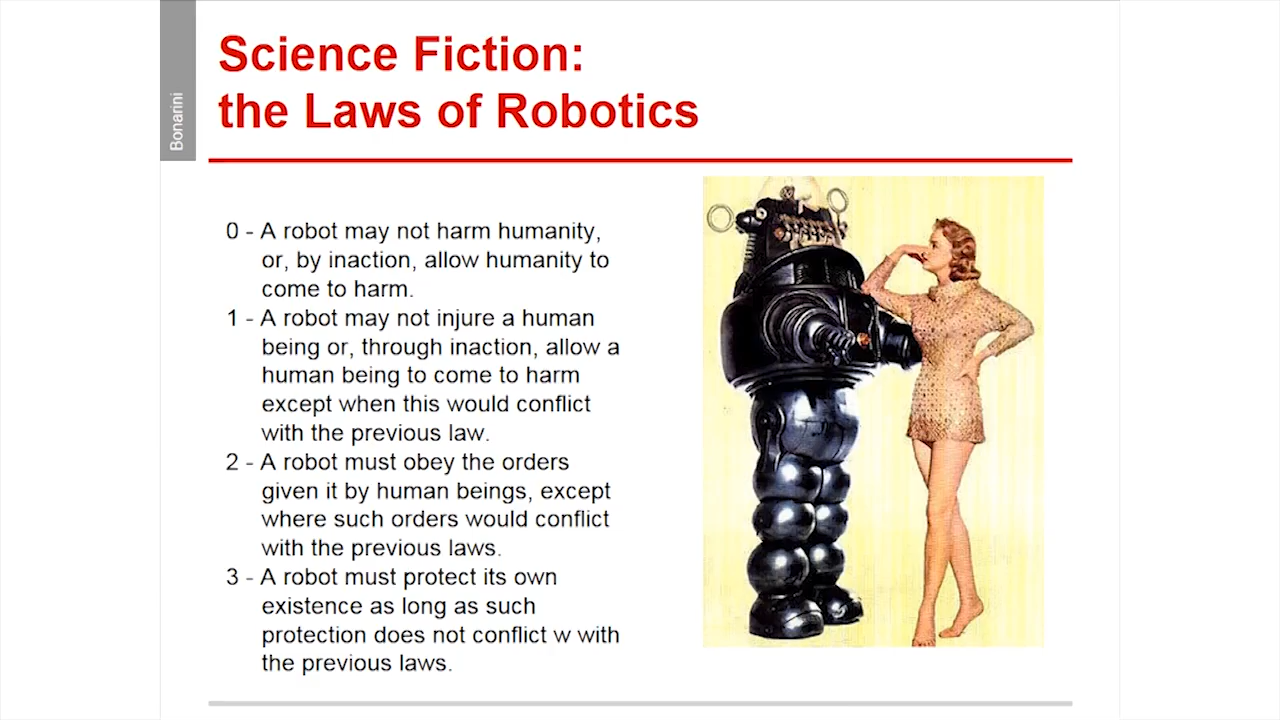 Bonarini
Science Fiction:
the Laws of Robotics
0 - A robot may not harm humanity,
or, by inaction, allow humanity to
come to harm.
1 - A robot may not injure a human
being or, through inaction, allow a
human being to come to harm
except when this would conflict
with the previous law.
2 - A robot must obey the orders
given it by human beings, except
where such orders would conflict
with the previous laws.
3 - A robot must protect its own
existence as long as such
protection does not conflict w with
the previous laws.